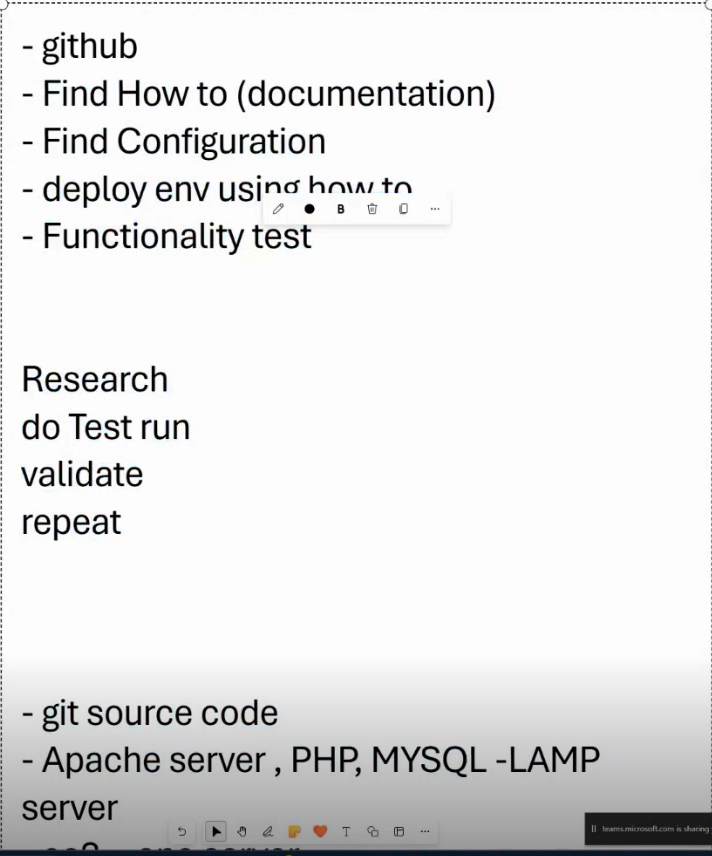 - github
- Find How to (documentation)
- Find Configuration
- deploy env using how to
B
- Functionality test
Research
do Test run
validate
repeat
- git source code
- Apache server , PHP, MYSQL -LAMP
server
T
teams.microsoft.com is sharing